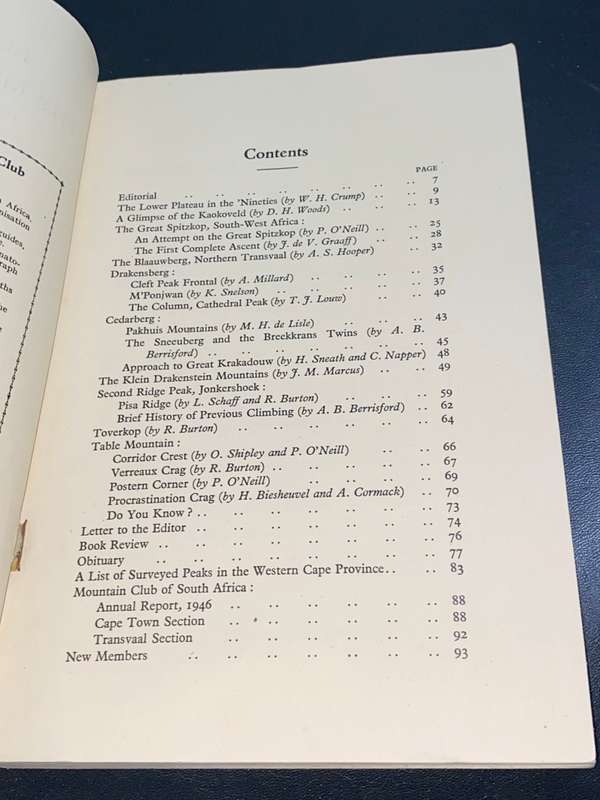 Club
Africa,
nisation
guides,
nato-
graph
ths
he
e
Contents
PAGE
Editorial .. .. .. .. .. .. .. 7
The Lower Plateau in the 'Nineties (by W. H. Crump) .. 9
A Glimpse of the Kaokoveld (by D. H. Woods) .. .. 13
The Great Spitzkop, South-West Africa :
An Attempt on the Great Spitzkop (by P. O'Neill) .. 25
The First Complete Ascent (by J. de V. Graaff) .. 28
The Blaauwberg, Northern Transvaal (by A. S. Hooper) .. 32
Drakensberg :
Cleft Peak Frontal (by A. Millard) .. .. .. 35
M'Ponjwan (by K. Snelson) .. .. .. .. 37
The Column, Cathedral Peak (by T. J. Louw) .. .. 40
Cedarberg :
Pakhuis Mountains (by M. H. de Lisle) .. .. .. 43
The Sneeuberg and the Breekkrans Twins (by A. B.
Berrisford) .. .. .. .. .. .. 45
Approach to Great Krakadouw (by H. Sneath and C. Napper) 48
The Klein Drakenstein Mountains (by J. M. Marcus) .. .. 49
Second Ridge Peak, Jonkershoek :
Pisa Ridge (by L. Schaff and R. Burton) .. .. .. 59
Brief History of Previous Climbing (by A. B. Berrisford) .. 62
Toverkop (by R. Burton) .. .. .. .. .. 64
Table Mountain :
Corridor Crest (by O. Shipley and P. O'Neill) .. .. 66
Verreaux Crag (by R. Burton) .. .. .. .. 67
Postern Corner (by P. O'Neill) .. .. .. .. 69
Procrastination Crag (by H. Biesheuvel and A. Cormack) .. 70
Do You Know ? .. .. .. .. .. .. 73
Letter to the Editor .. .. .. .. .. .. 74
Book Review .. .. .. .. .. .. .. 76
Obituary .. .. .. .. .. .. .. 77
A List of Surveyed Peaks in the Western Cape Province .. .. 83
Mountain Club of South Africa :
Annual Report, 1946 .. .. .. .. .. 88
Cape Town Section .. .. .. .. .. 88
Transvaal Section .. .. .. .. .. 92
New Members .. .. .. .. .. .. .. 93